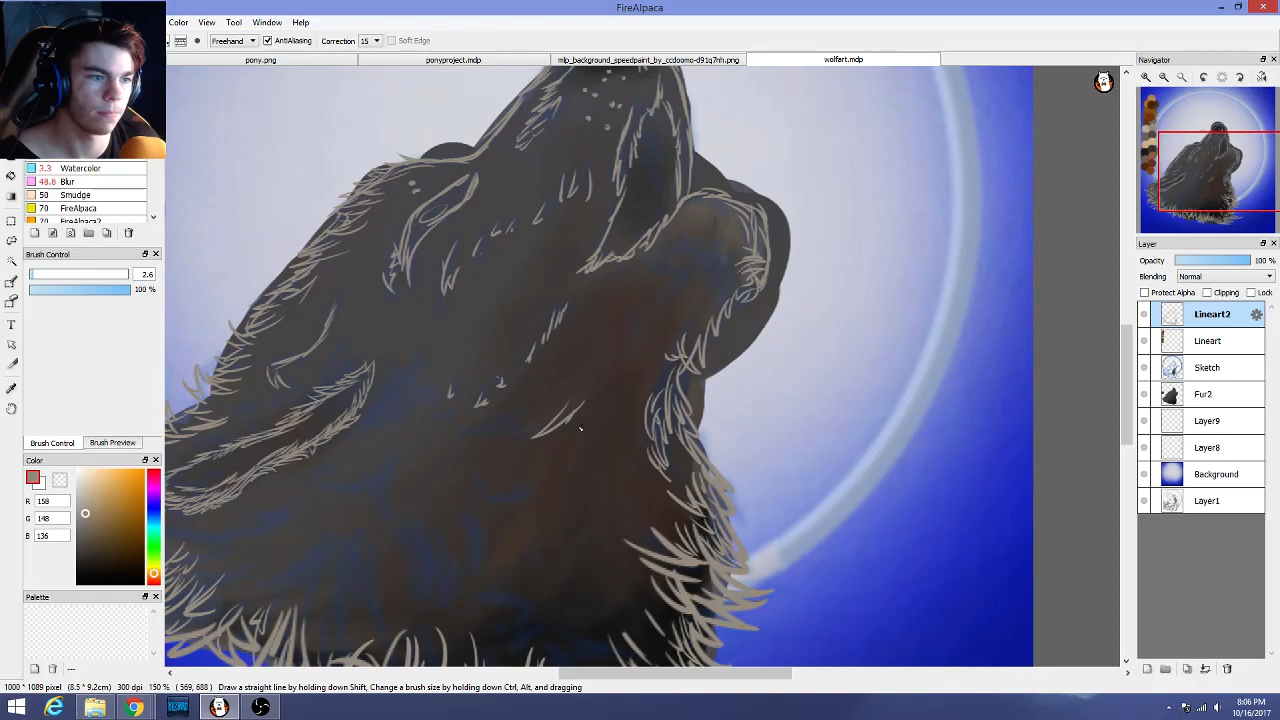 FireAlpaca
Color View Tool Window Help
Freehand AntiAliasing Correction 15 Soft Edge
pony.png ponyproject.mdp mlp_background_speedpaint_by_ccdoomo-d91q7nh.png wolfart.mdp
Navigator
3.3 Watercolor
48.8 Blur
50 Smudge
70 FireAlpaca
70 FireAlpaca2
Brush Control
2.6
100 %
Brush Control Brush Preview
Color
R 158
G 148
B 136
Palette
---
Layer
Opacity 100 %
Blending Normal
Protect Alpha Clipping Lock
Lineart2
Lineart
Sketch
Fur2
Layer9
Layer8
Background
Layer1
1000 * 1089 pixel (8.5 * 9.2cm) 300 dpi 150 % (569, 688) Draw a straight line by holding down Shift, Change a brush size by holding down Ctrl, Alt, and dragging
8:06 PM
10/16/2017